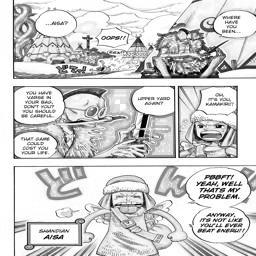 WHERE
HAVE
YOU
BEEN...
...AISA?
OOPS!!
OH,
IT'S YOU,
KAMAKIRI.
UPPER YARD
AGAIN?
YOU HAVE
VARSE IN
YOUR BAG,
DON'T YOU?
YOU SHOULD
BE CAREFUL.
THAT GAME
COULD
COST YOU
YOUR LIFE.
PBBFT!
YEAH, WELL
THAT'S MY
PROBLEM.
ANYWAY,
IT'S NOT LIKE
YOU'LL EVER
BEAT ENERU!!
SHANDIAN
AISA